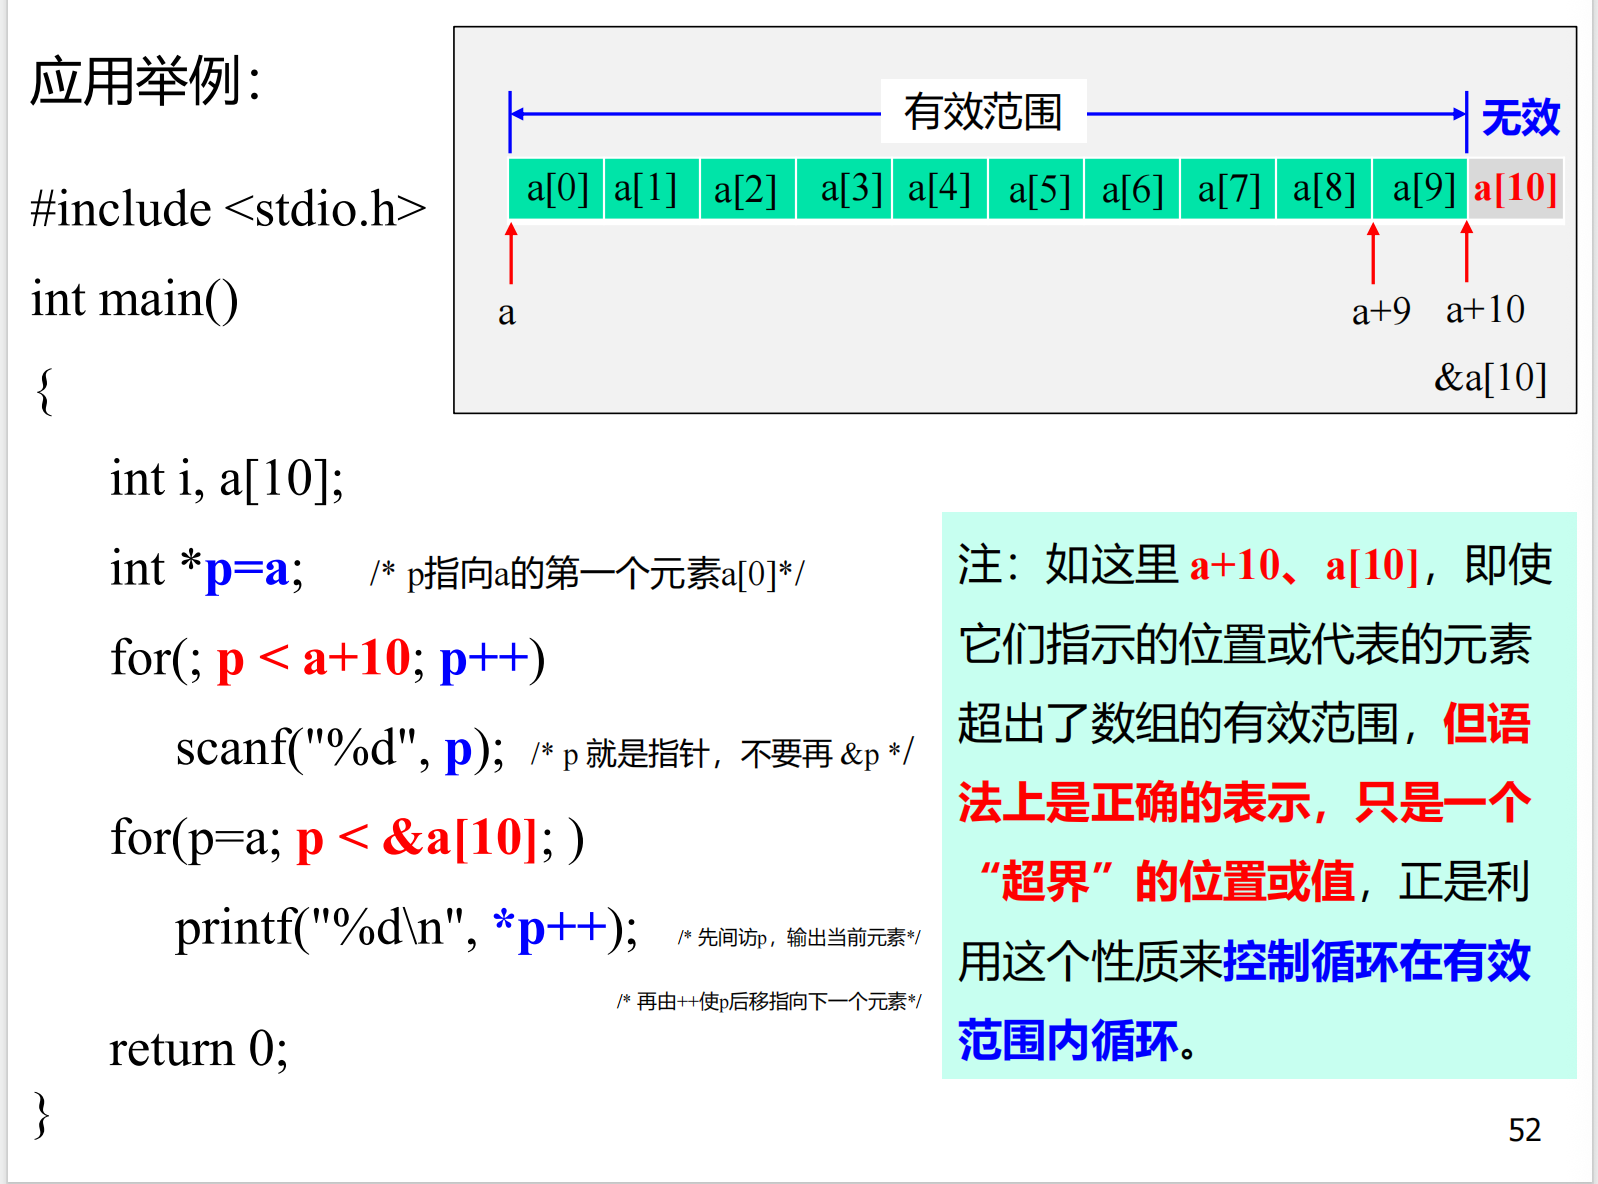 应用举例：
有效范围 无效
a[0] a[1] a[2] a[3] a[4] a[5] a[6] a[7] a[8] a[9] a[10]
a a+9 a+10
&a[10]
#include <stdio.h>
int main()
{
int i, a[10];
int *p=a; /* p指向a的第一个元素a[0]*/
for(; p < a+10; p++)
scanf("%d", p); /* p 就是指针，不要再 &p */
for(p=a; p < &a[10]; )
printf("%d\n", *p++); /* 先间访p，输出当前元素*/
/* 再由++使p后移指向下一个元素*/
return 0;
}
注：如这里 a+10、a[10]，即使
它们指示的位置或代表的元素
超出了数组的有效范围，但语
法上是正确的表示，只是一个
“超界”的位置或值，正是利
用这个性质来控制循环在有效
范围内循环。
52